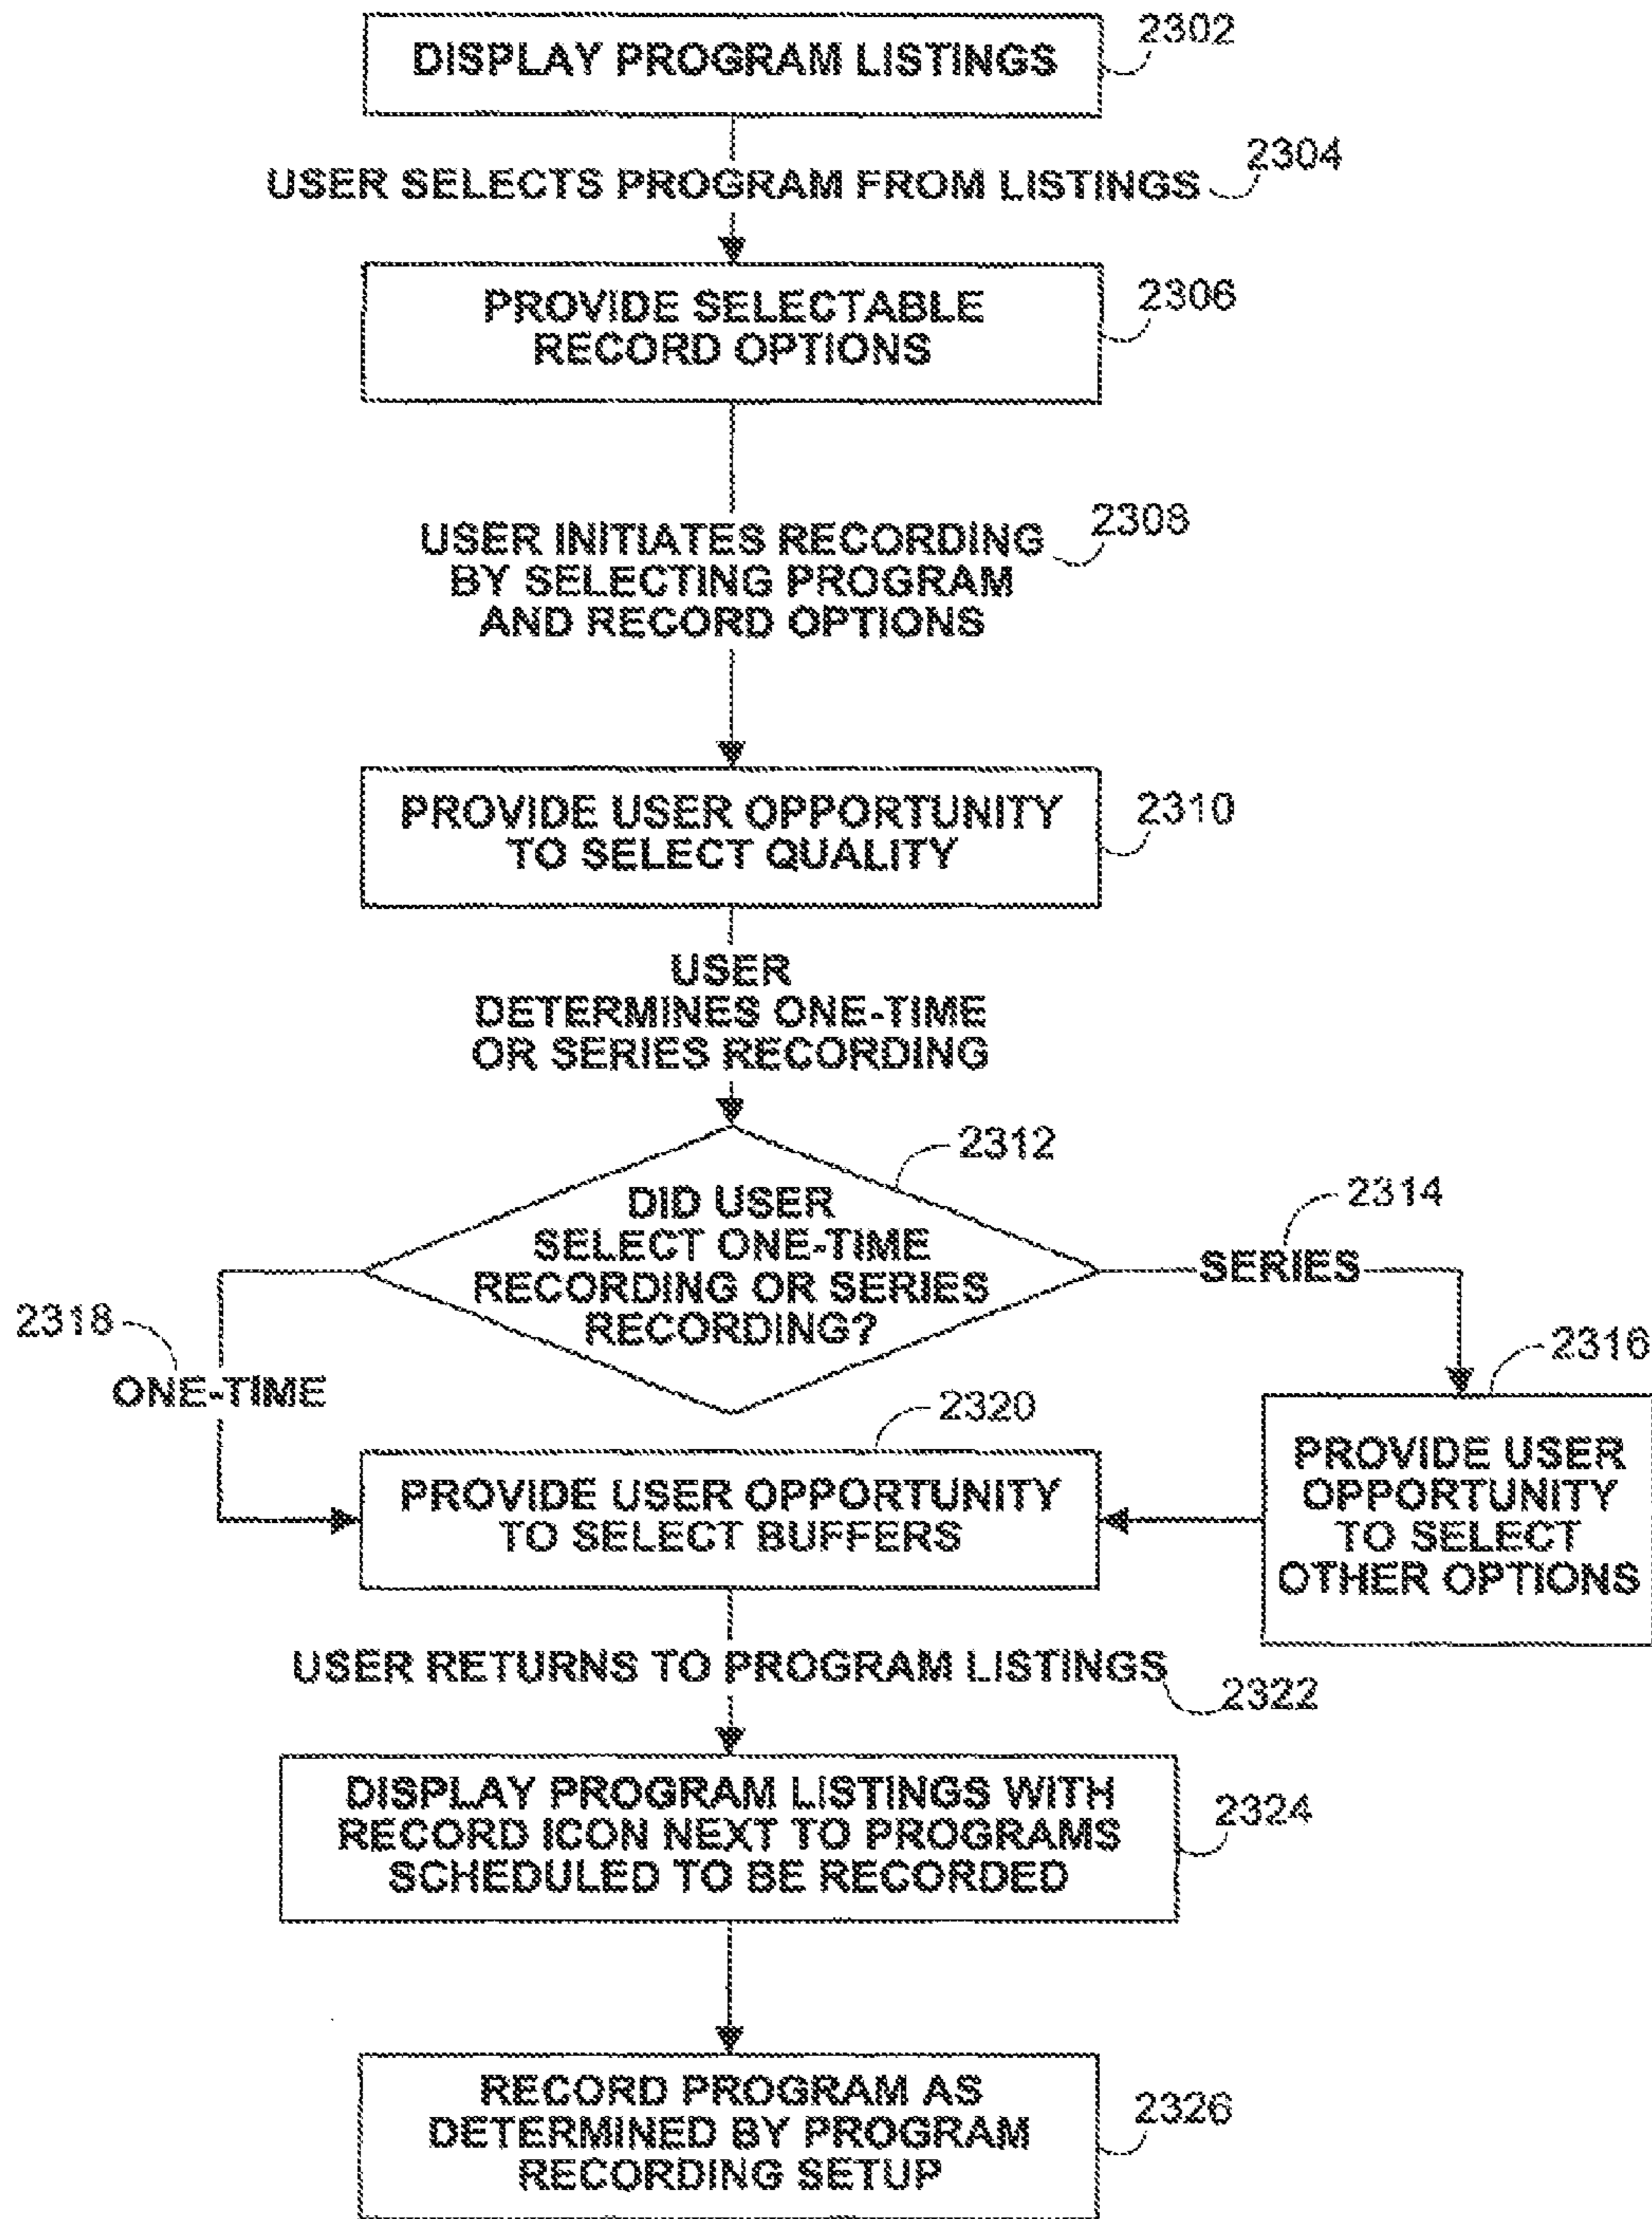 DISPLAY PROGRAM LISTINGS
2302
USER SELECTS PROGRAM FROM LISTINGS
2304
PROVIDE SELECTABLE
RECORD OPTIONS
2306
USER INITIATES RECORDING
BY SELECTING PROGRAM
AND RECORD OPTIONS
2308
PROVIDE USER OPPORTUNITY
TO SELECT QUALITY
2310
USER
DETERMINES ONE-TIME
OR SERIES RECORDING
2312
DID USER
SELECT ONE-TIME
RECORDING OR SERIES
RECORDING?
2314
SERIES
2318
ONE-TIME
2316
PROVIDE USER
OPPORTUNITY
TO SELECT
OTHER OPTIONS
2320
PROVIDE USER OPPORTUNITY
TO SELECT BUFFERS
USER RETURNS TO PROGRAM LISTINGS
2322
DISPLAY PROGRAM LISTINGS WITH
RECORD ICON NEXT TO PROGRAMS
SCHEDULED TO BE RECORDED
2324
RECORD PROGRAM AS
DETERMINED BY PROGRAM
RECORDING SETUP
2326